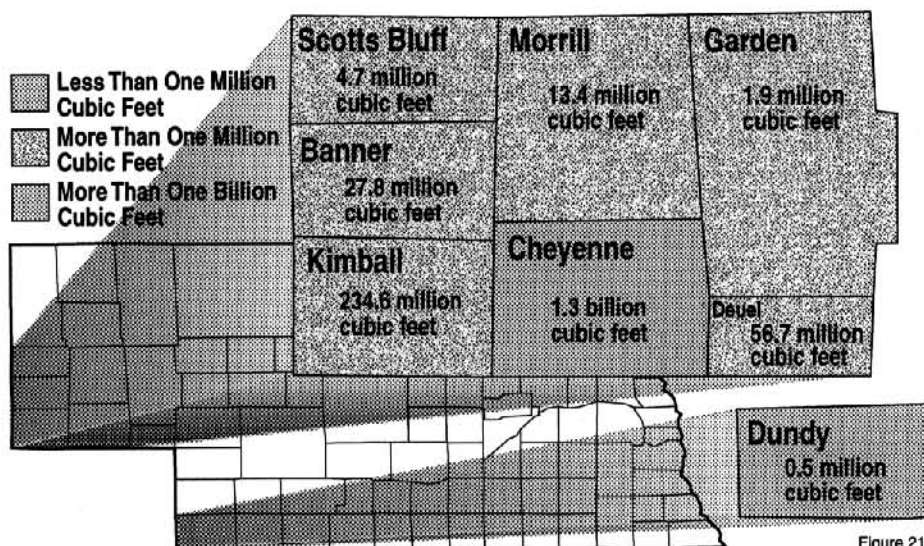 Less Than One Million
Cubic Feet
More Than One Million
Cubic Feet
More Than One Billion
Cubic Feet
Scotts Bluff
4.7 million
cubic feet
Morrill
13.4 million
cubic feet
Garden
1.9 million
cubic feet
Banner
27.8 million
cubic feet
Kimball
234.6 million
cubic feet
Cheyenne
1.3 billion
cubic feet
Deuel
56.7 million
cubic feet
Dundy
0.5 million
cubic feet
Figure 21